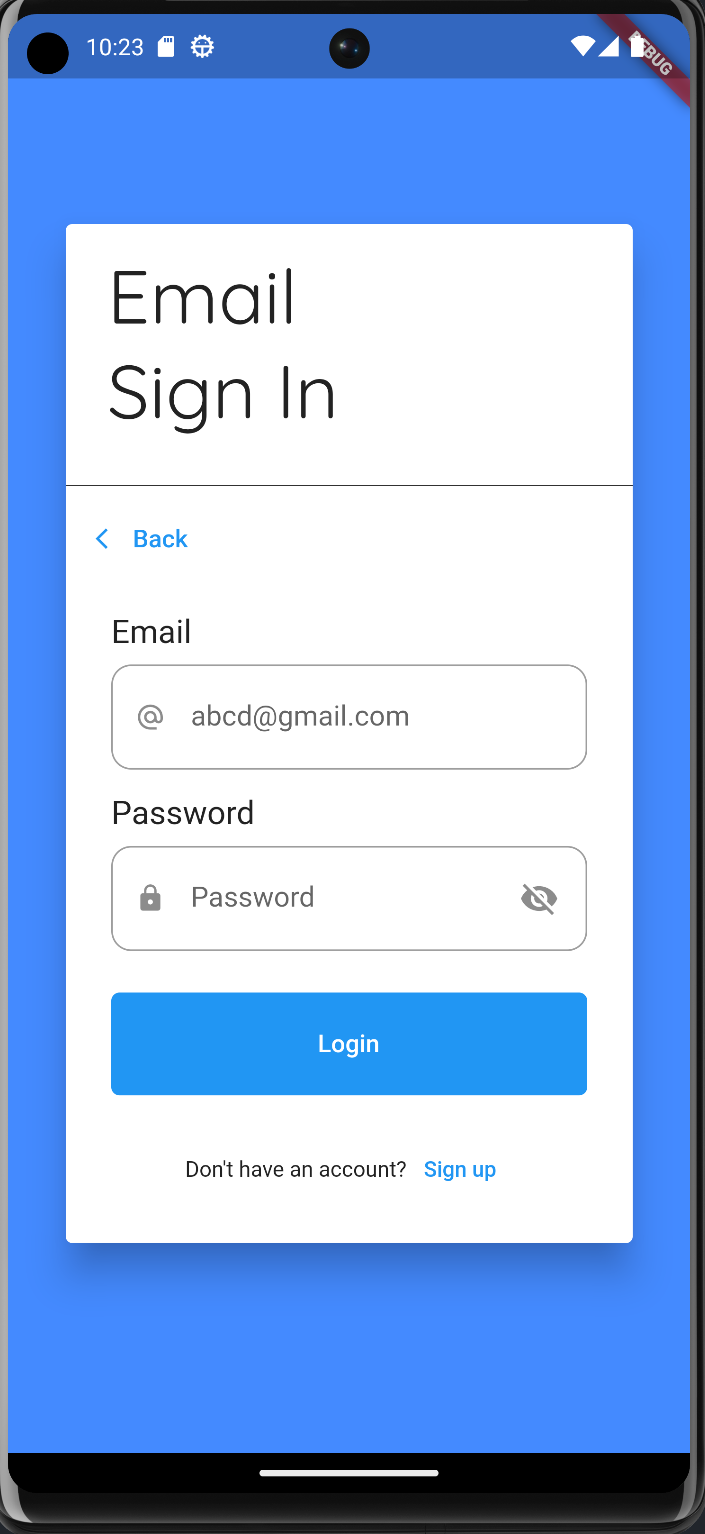 10:23
DEBUG
Email
Sign In
Back
Email
abcd@gmail.com
Password
Password
Login
Don't have an account? Sign up